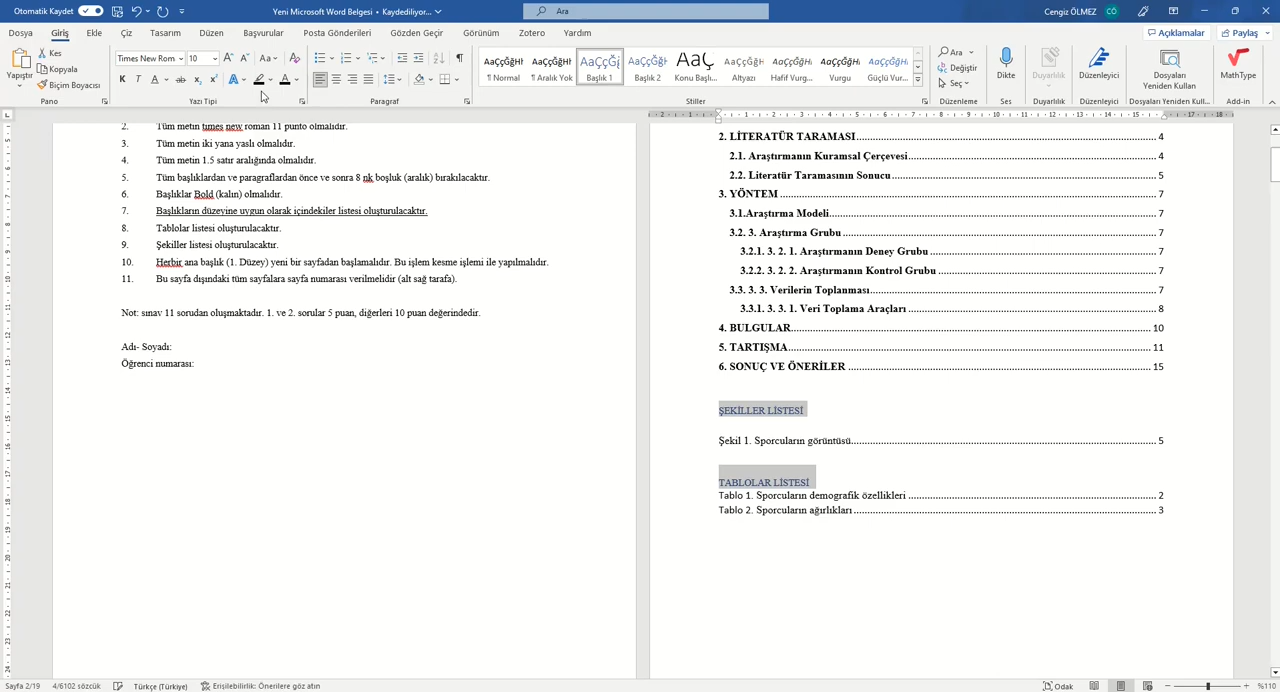 Otomatik Kaydet
Yeni Microsoft Word Belgesi • Kaydediliyor...
Ara
Cengiz ÖLMEZ CÖ
Dosya Giriş Ekle Çiz Tasarım Düzen Başvurular Posta Gönderileri Gözden Geçir Görünüm Zotero Yardım
Açıklamalar Paylaş
Yapıştır
Kes
Kopyala
Biçim Boyacısı
Pano
Times New Rom 10
Yazı Tipi
Paragraf
AaÇçĞğHł AaÇçĞğHł AaÇçĞğ AaÇçĞğH AaÇ AaÇçĞğH AaÇçĞğHł AaÇçĞğHł AaÇçĞğHł
¶ Normal ¶ Aralık Yok Başlık 1 Başlık 2 Konu Başlı... Altyazı Hafif Vurg... Vurgu Güçlü Vur...
Stiller
Ara
Değiştir
Seç
Düzenleme
Dikte
Ses
Duyarlılık
Duyarlılık
Düzenleyici
Düzenleyici
Dosyaları Yeniden Kullan
Dosyaları Yeniden Kull...
MathType
Add-in
2. Tüm metin times new roman 11 punto olmalıdır.
3. Tüm metin iki yana yaslı olmalıdır.
4. Tüm metin 1.5 satır aralığında olmalıdır.
5. Tüm başlıklardan ve paragraflardan önce ve sonra 8 nk boşluk (aralık) bırakılacaktır.
6. Başlıklar Bold (kalın) olmalıdır.
7. Başlıkların düzeyine uygun olarak içindekiler listesi oluşturulacaktır.
8. Tablolar listesi oluşturulacaktır.
9. Şekiller listesi oluşturulacaktır.
10. Herbir ana başlık (1. Düzey) yeni bir sayfadan başlamalıdır. Bu işlem kesme işlemi ile yapılmalıdır.
11. Bu sayfa dışındaki tüm sayfalara sayfa numarası verilmelidir (alt sağ tarafa).
Not: sınav 11 sorudan oluşmaktadır. 1. ve 2. sorular 5 puan, diğerleri 10 puan değerindedir.
Adı- Soyadı:
Öğrenci numarası:
2. LİTERATÜR TARAMASI 4
2.1. Araştırmanın Kuramsal Çerçevesi 4
2.2. Literatür Taramasının Sonucu 5
3. YÖNTEM 7
3.1.Araştırma Modeli 7
3.2. 3. Araştırma Grubu 7
3.2.1. 3. 2. 1. Araştırmanın Deney Grubu 7
3.2.2. 3. 2. 2. Araştırmanın Kontrol Grubu 7
3.3. 3. 3. Verilerin Toplanması 7
3.3.1. 3. 3. 1. Veri Toplama Araçları 8
4. BULGULAR 10
5. TARTIŞMA 11
6. SONUÇ VE ÖNERİLER 15
ŞEKİLLER LİSTESİ
Şekil 1. Sporcuların görüntüsü 5
TABLOLAR LİSTESİ
Tablo 1. Sporcuların demografik özellikleri 2
Tablo 2. Sporcuların ağırlıkları 3
Sayfa 2/19 4/6102 sözcük Türkçe (Türkiye) Erişilebilirlik: Önerilere göz atın
Odak %110